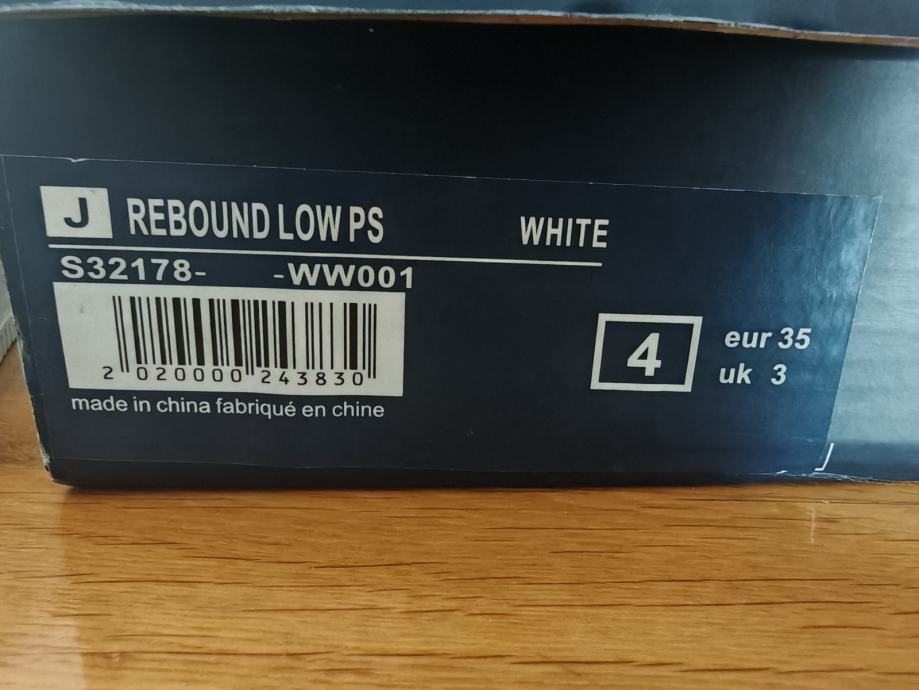 J REBOUND LOW PS WHITE
S32178- -WW001
2 020000 243830
made in china fabriqué en chine
4
eur 35
uk 3